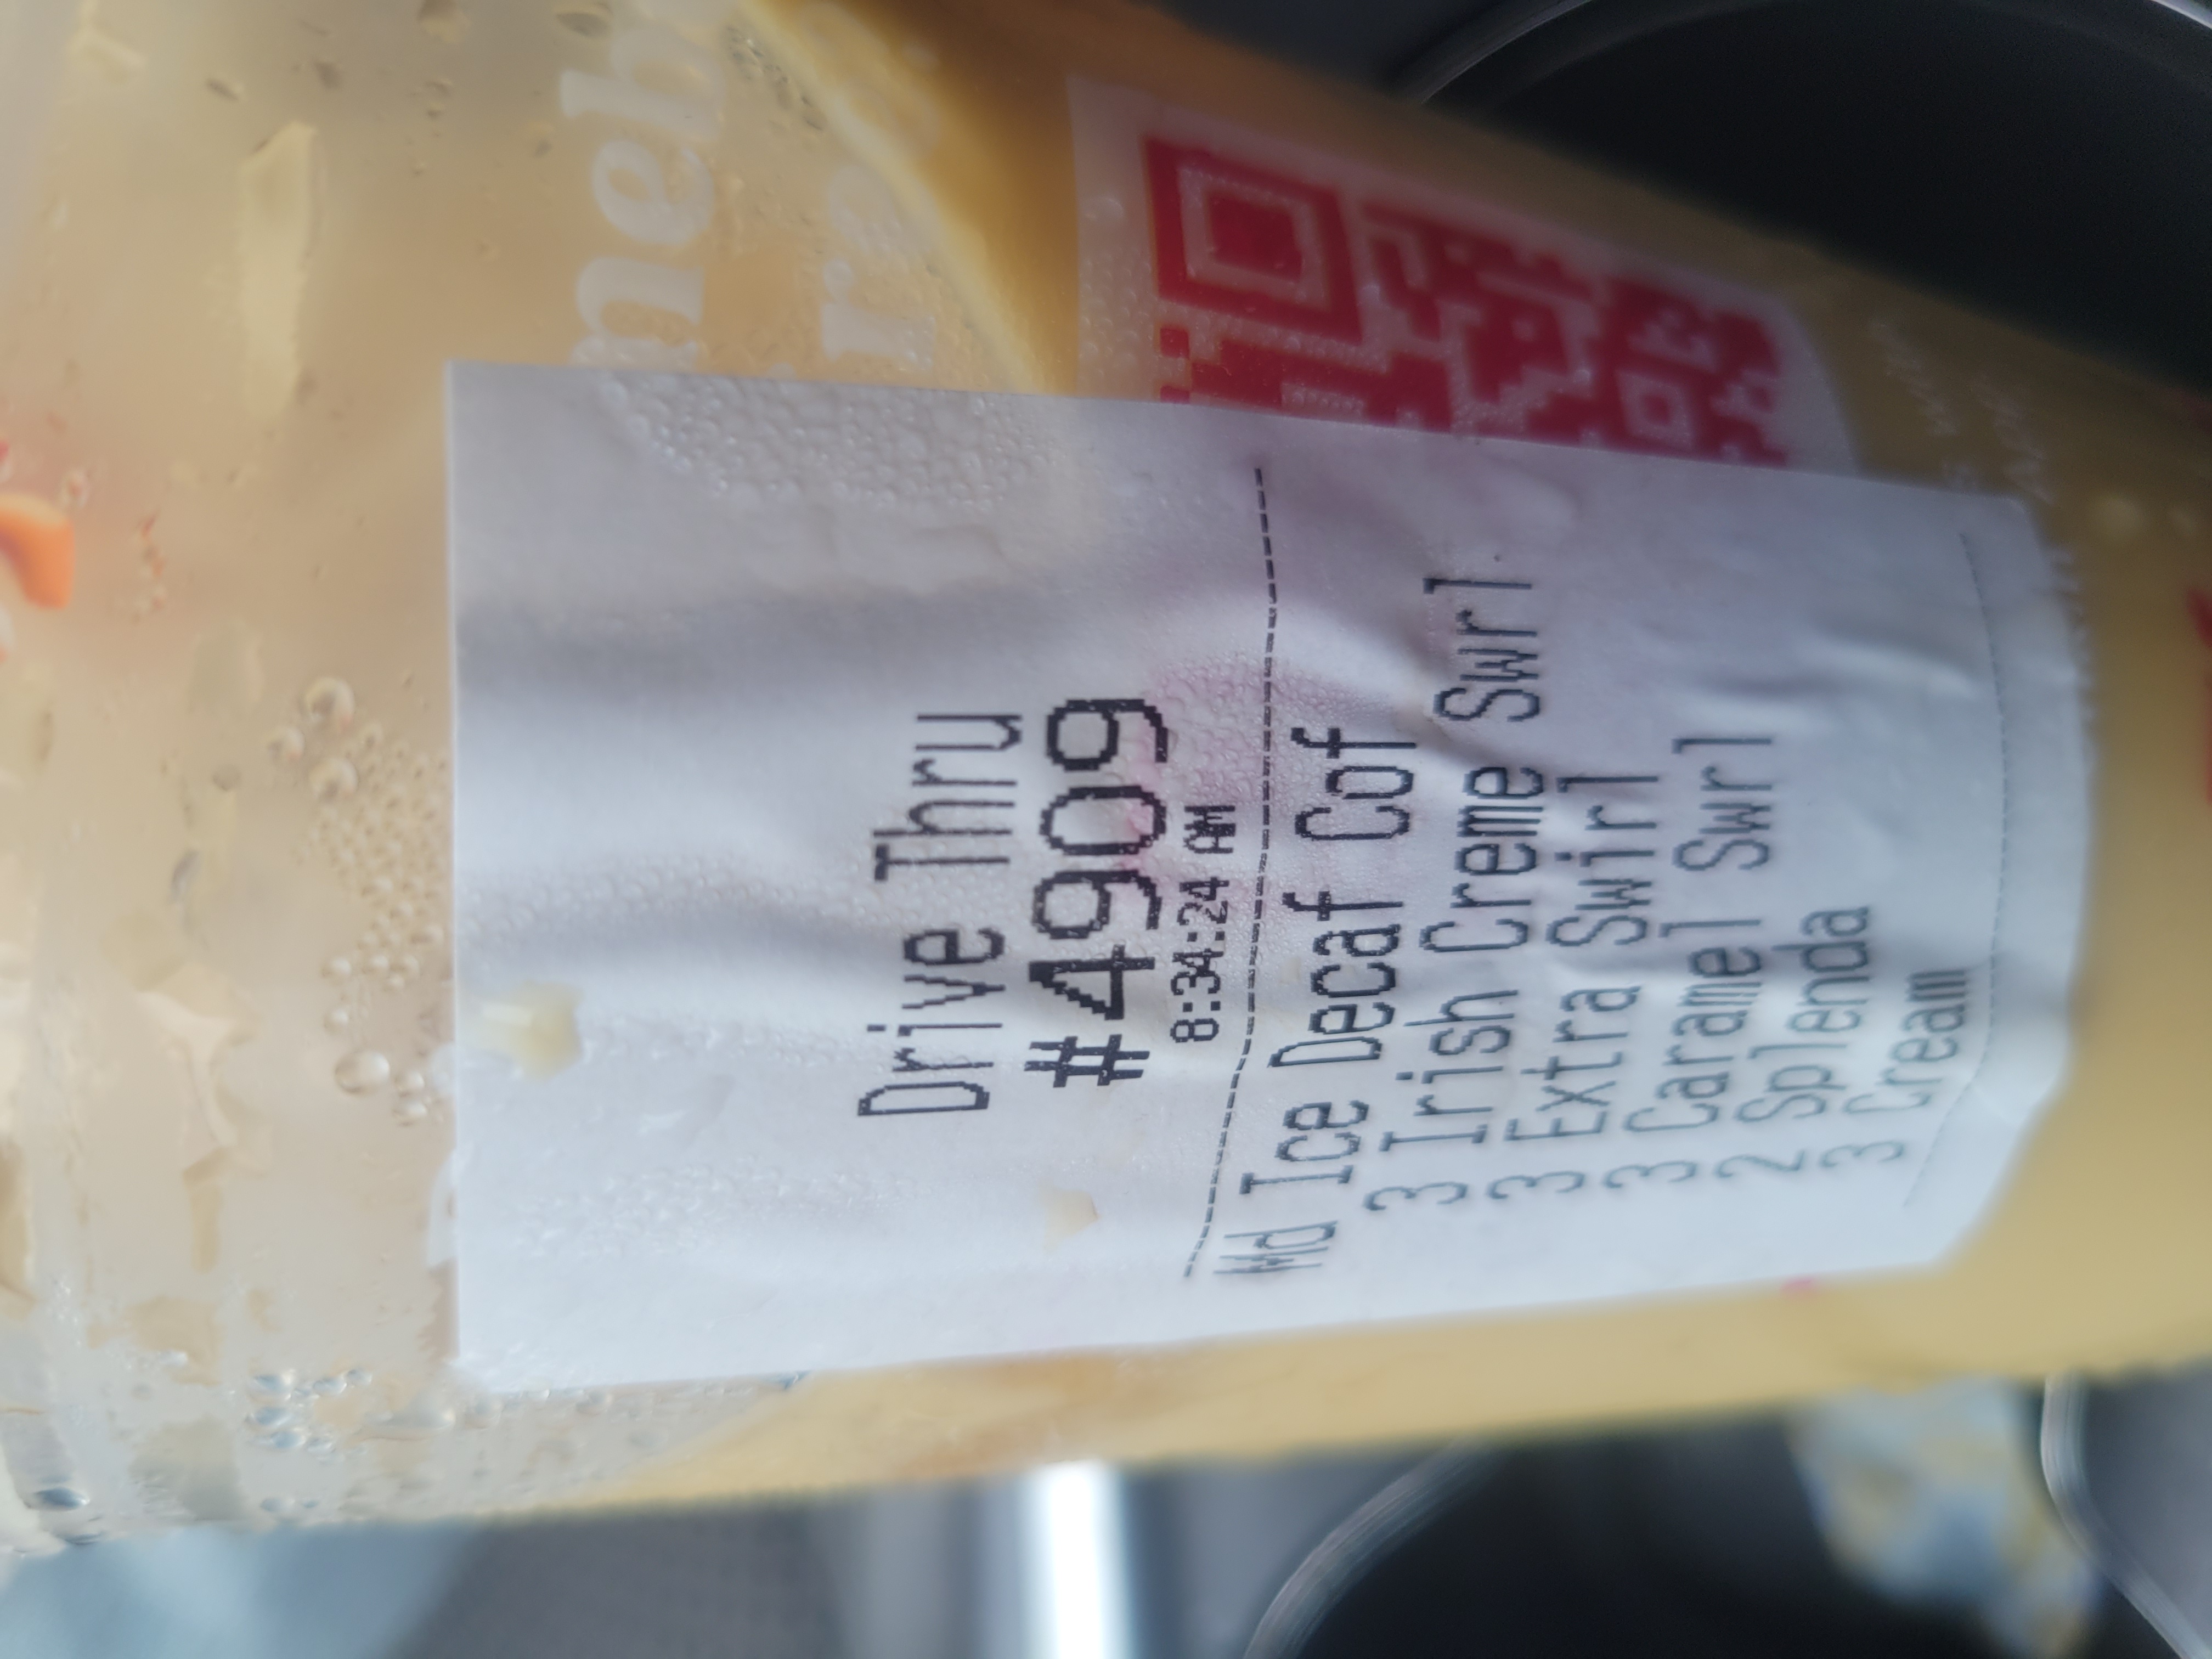 Drive Thru
#4909
8:34:24 AM
Md Ice Decaf Cof
3 Irish Creme Swrl
3 Extra Swirl
3 Caramel Swrl
2 Splenda
3 Cream